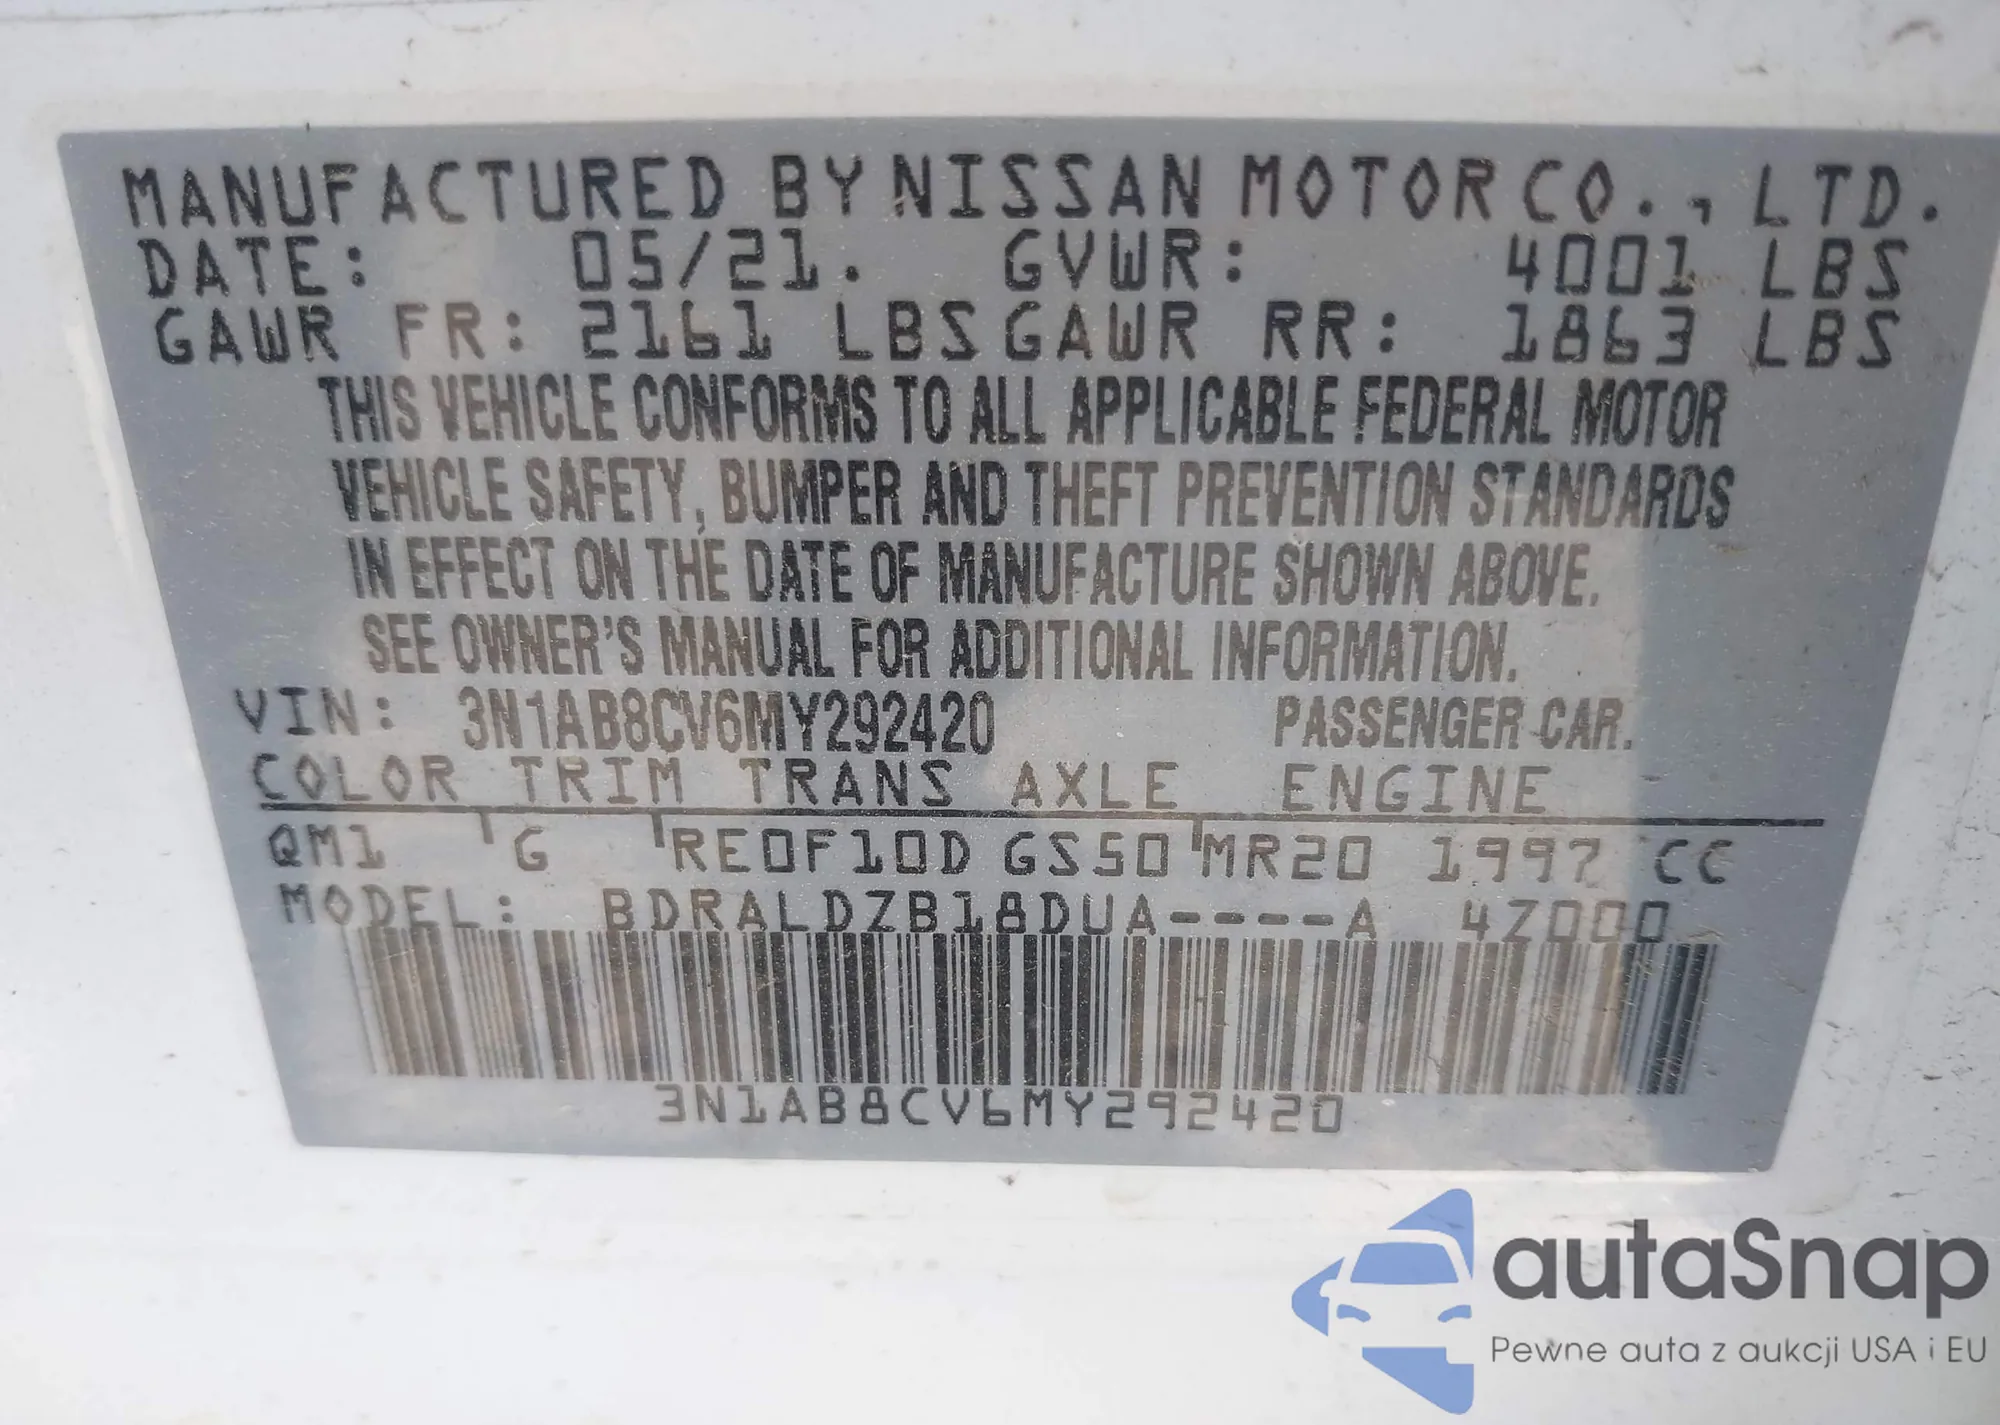 MANUFACTURED BY NISSAN MOTOR CO., LTD.
DATE: 05/21. GVWR: 4001 LBS
GAWR FR: 2161 LBS GAWR RR: 1863 LBS
THIS VEHICLE CONFORMS TO ALL APPLICABLE FEDERAL MOTOR
VEHICLE SAFETY, BUMPER AND THEFT PREVENTION STANDARDS
IN EFFECT ON THE DATE OF MANUFACTURE SHOWN ABOVE.
SEE OWNER'S MANUAL FOR ADDITIONAL INFORMATION.
VIN: 3N1AB8CV6MY292420 PASSENGER CAR.
COLOR TRIM TRANS AXLE ENGINE
QM1 G RE0F10D GS50 MR20 1997 CC
MODEL: BDRALDZB18DUA----A 4Z000
3N1AB8CV6MY292420
autaSnap
Pewne auta z aukcji USA i EU